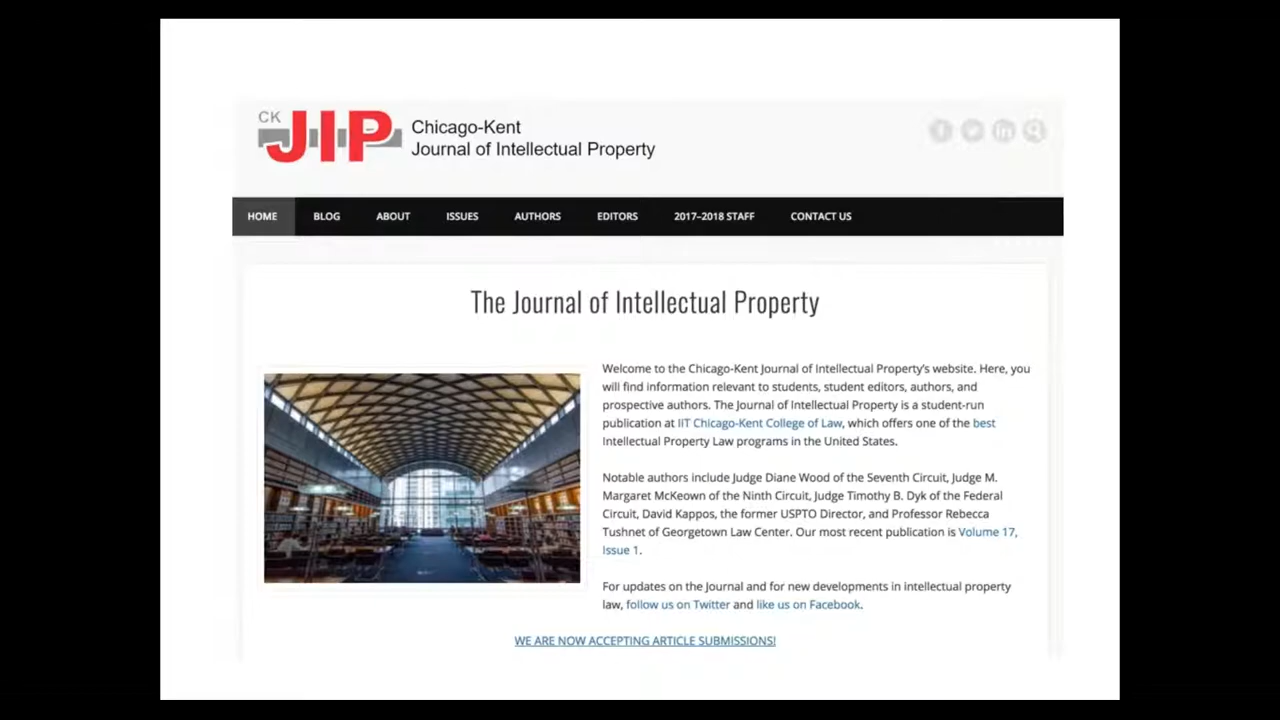 CK
JIP
Chicago-Kent
Journal of Intellectual Property
HOME BLOG ABOUT ISSUES AUTHORS EDITORS 2017–2018 STAFF CONTACT US
The Journal of Intellectual Property
Welcome to the Chicago-Kent Journal of Intellectual Property's website. Here, you
will find information relevant to students, student editors, authors, and
prospective authors. The Journal of Intellectual Property is a student-run
publication at IIT Chicago-Kent College of Law, which offers one of the best
Intellectual Property Law programs in the United States.
Notable authors include Judge Diane Wood of the Seventh Circuit, Judge M.
Margaret McKeown of the Ninth Circuit, Judge Timothy B. Dyk of the Federal
Circuit, David Kappos, the former USPTO Director, and Professor Rebecca
Tushnet of Georgetown Law Center. Our most recent publication is Volume 17,
Issue 1.
For updates on the Journal and for new developments in intellectual property
law, follow us on Twitter and like us on Facebook.
WE ARE NOW ACCEPTING ARTICLE SUBMISSIONS!